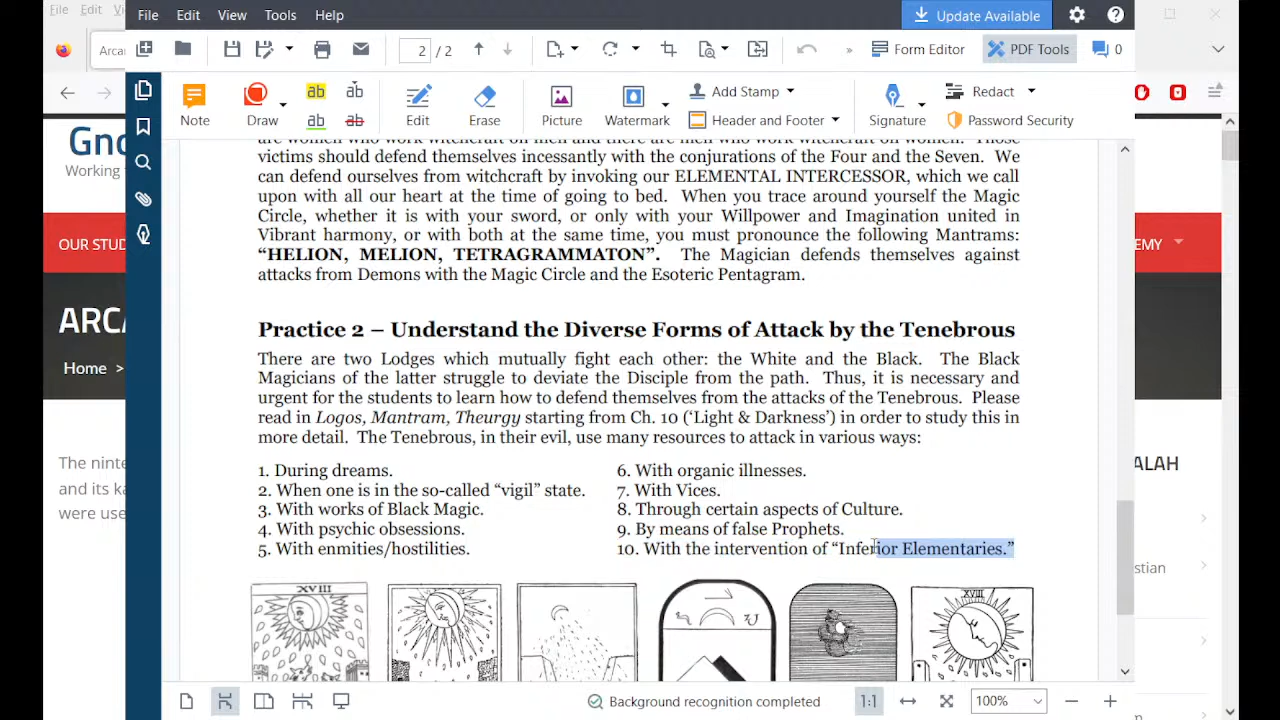 File Edit View Tools Help
Update Available
File Edit
2 / 2
Form Editor
PDF Tools
0
Note
Draw
Edit
Erase
Picture
Watermark
Add Stamp
Header and Footer
Signature
Redact
Password Security
Working
OUR STUD
EMY
ARCA
Home >
The ninte
and its ka
were use
ALAH
stian
victims should defend themselves incessantly with the conjurations of the Four and the Seven. We
can defend ourselves from witchcraft by invoking our ELEMENTAL INTERCESSOR, which we call
upon with all our heart at the time of going to bed. When you trace around yourself the Magic
Circle, whether it is with your sword, or only with your Willpower and Imagination united in
Vibrant harmony, or with both at the same time, you must pronounce the following Mantrams:
“HELION, MELION, TETRAGRAMMATON”. The Magician defends themselves against
attacks from Demons with the Magic Circle and the Esoteric Pentagram.
Practice 2 – Understand the Diverse Forms of Attack by the Tenebrous
There are two Lodges which mutually fight each other: the White and the Black. The Black
Magicians of the latter struggle to deviate the Disciple from the path. Thus, it is necessary and
urgent for the students to learn how to defend themselves from the attacks of the Tenebrous. Please
read in Logos, Mantram, Theurgy starting from Ch. 10 (‘Light & Darkness’) in order to study this in
more detail. The Tenebrous, in their evil, use many resources to attack in various ways:
1. During dreams.
2. When one is in the so-called “vigil” state.
3. With works of Black Magic.
4. With psychic obsessions.
5. With enmities/hostilities.
6. With organic illnesses.
7. With Vices.
8. Through certain aspects of Culture.
9. By means of false Prophets.
10. With the intervention of “Inferior Elementaries.”
XVIII
XVIII
Background recognition completed
1:1
100%